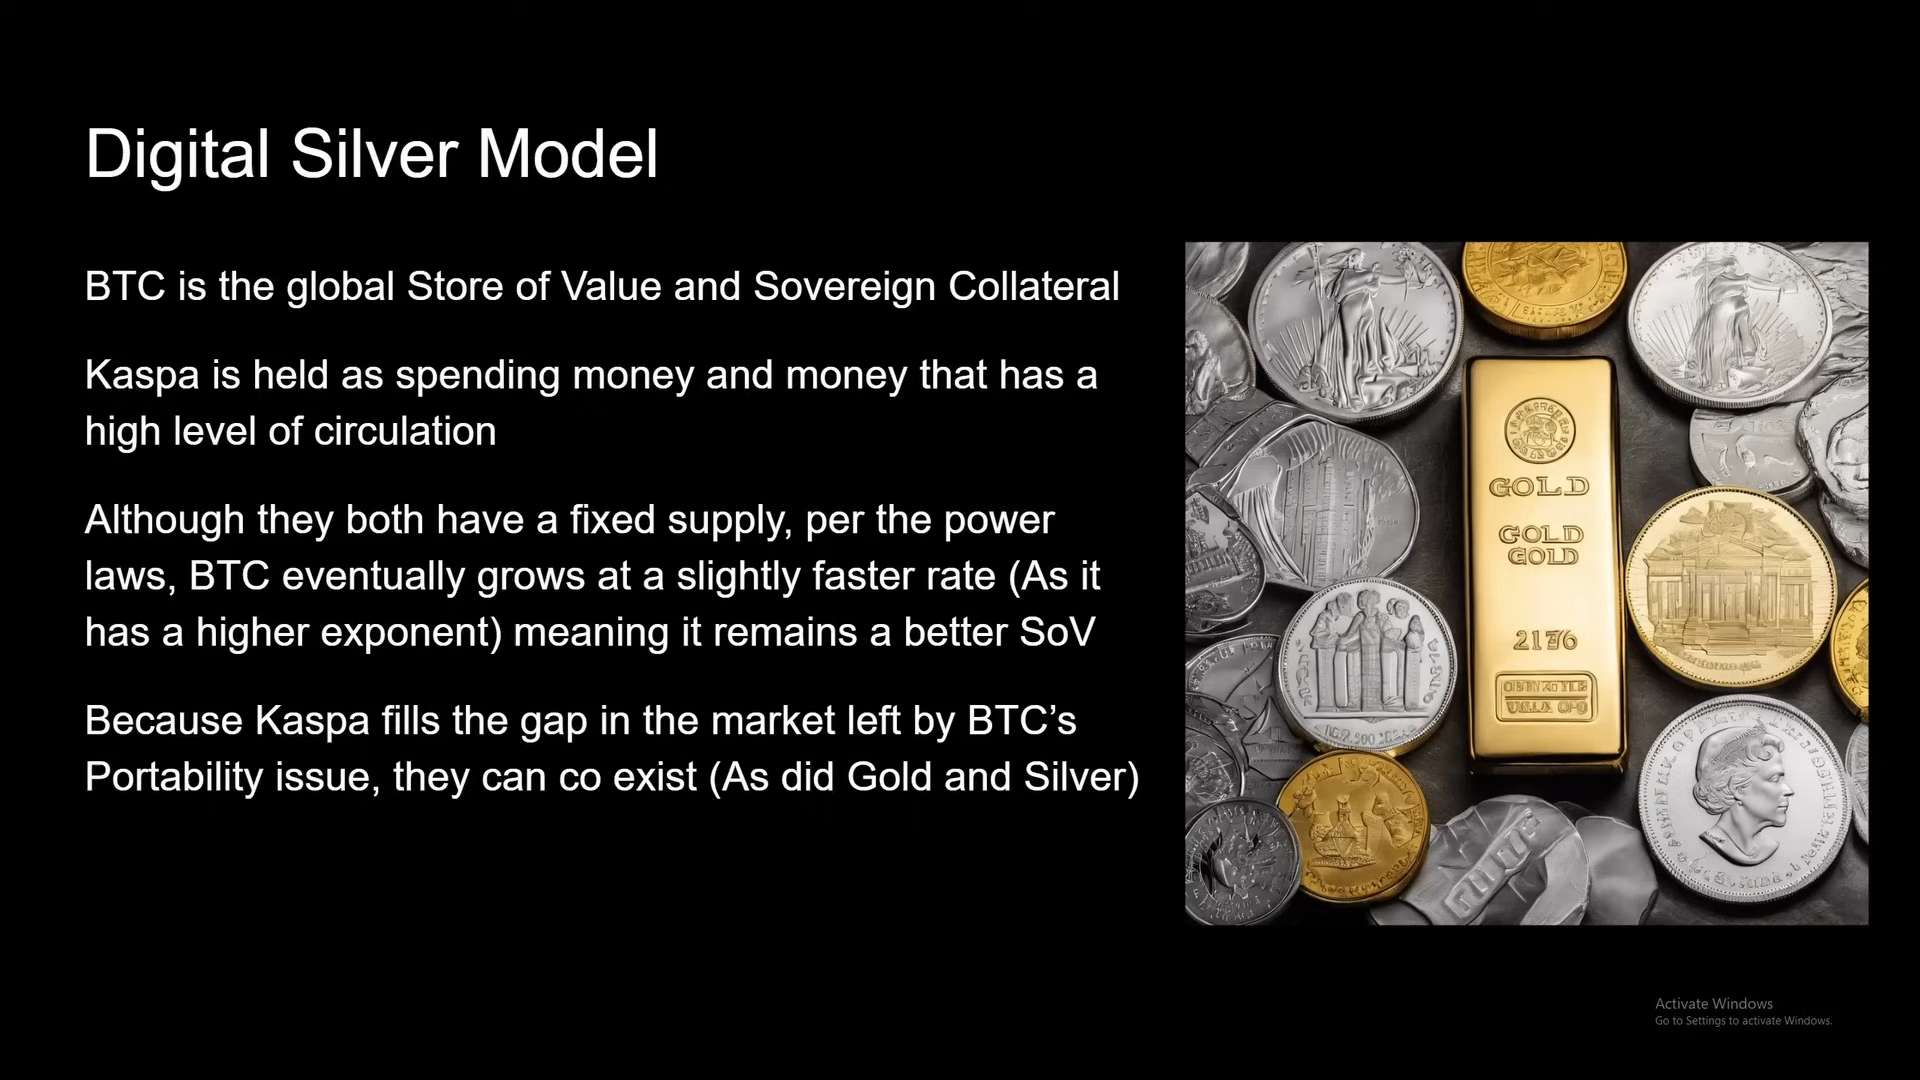 Digital Silver Model
BTC is the global Store of Value and Sovereign Collateral
Kaspa is held as spending money and money that has a
high level of circulation
Although they both have a fixed supply, per the power
laws, BTC eventually grows at a slightly faster rate (As it
has a higher exponent) meaning it remains a better SoV
Because Kaspa fills the gap in the market left by BTC’s
Portability issue, they can co exist (As did Gold and Silver)
GOLD
GOLD
GOLD
Activate Windows
Go to Settings to activate Windows.